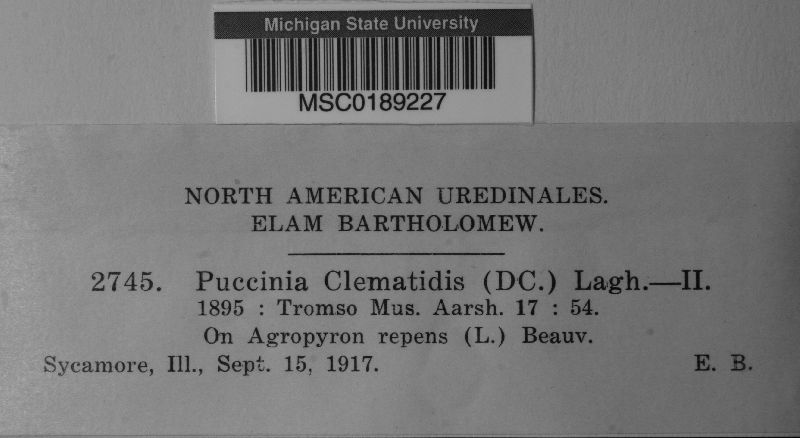 Michigan State University
MSC0189227
NORTH AMERICAN UREDINALES.
ELAM BARTHOLOMEW.
2745. Puccinia Clematidis (DC.) Lagh.—II.
1895 : Tromso Mus. Aarsh. 17 : 54.
On Agropyron repens (L.) Beauv.
Sycamore, Ill., Sept. 15, 1917. E. B.